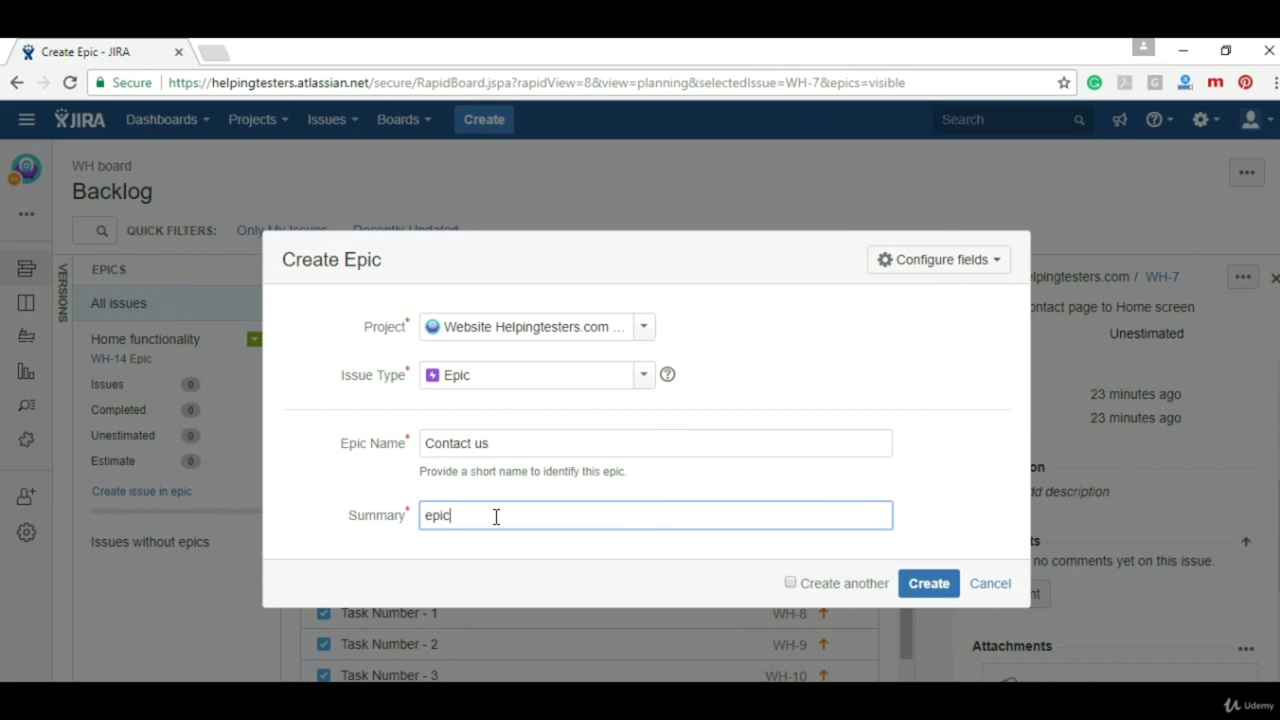 Create Epic - JIRA
Secure https://helpingtesters.atlassian.net/secure/RapidBoard.jspa?rapidView=8&view=planning&selectedIssue=WH-7&epics=visible
JIRA Dashboards Projects Issues Boards Create Search
WH board
Backlog
QUICK FILTERS: Only My Issues Recently Updated
VERSIONS
EPICS
All issues
Home functionality
WH-14 Epic
Issues 0
Completed 0
Unestimated 0
Estimate 0
Create issue in epic
Issues without epics
Create Epic
Configure fields
Project* Website Helpingtesters.com ...
Issue Type* Epic
Epic Name* Contact us
Provide a short name to identify this epic.
Summary* epic
Create another Create Cancel
Task Number - 1 WH-8
Task Number - 2 WH-9
Task Number - 3 WH-10
elpingtesters.com / WH-7
ontact page to Home screen
Unestimated
23 minutes ago
23 minutes ago
on
dd description
ts
no comments yet on this issue.
nt
Attachments
Udemy